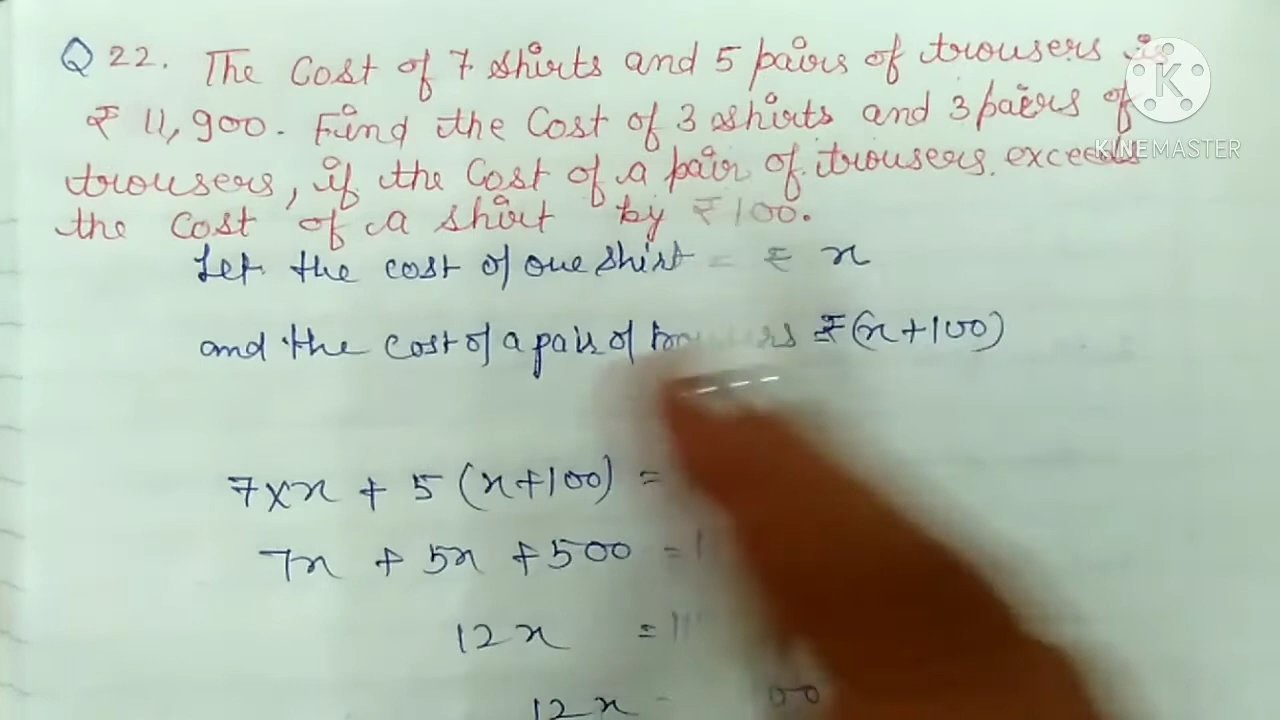 Q 22. The Cost of 7 shirts and 5 pairs of trousers is
₹ 11,900. Find the Cost of 3 shirts and 3 pairs of
trousers, if the Cost of a pair of trousers exceeds
the Cost of a shirt by ₹ 100.
KINEMASTER
Let the cost of one shirt = ₹ x
and the cost of a pair of ₹ (x+100)
7×x + 5 (x+100) =
7x + 5x + 500 = 1
12x = 11
12x =